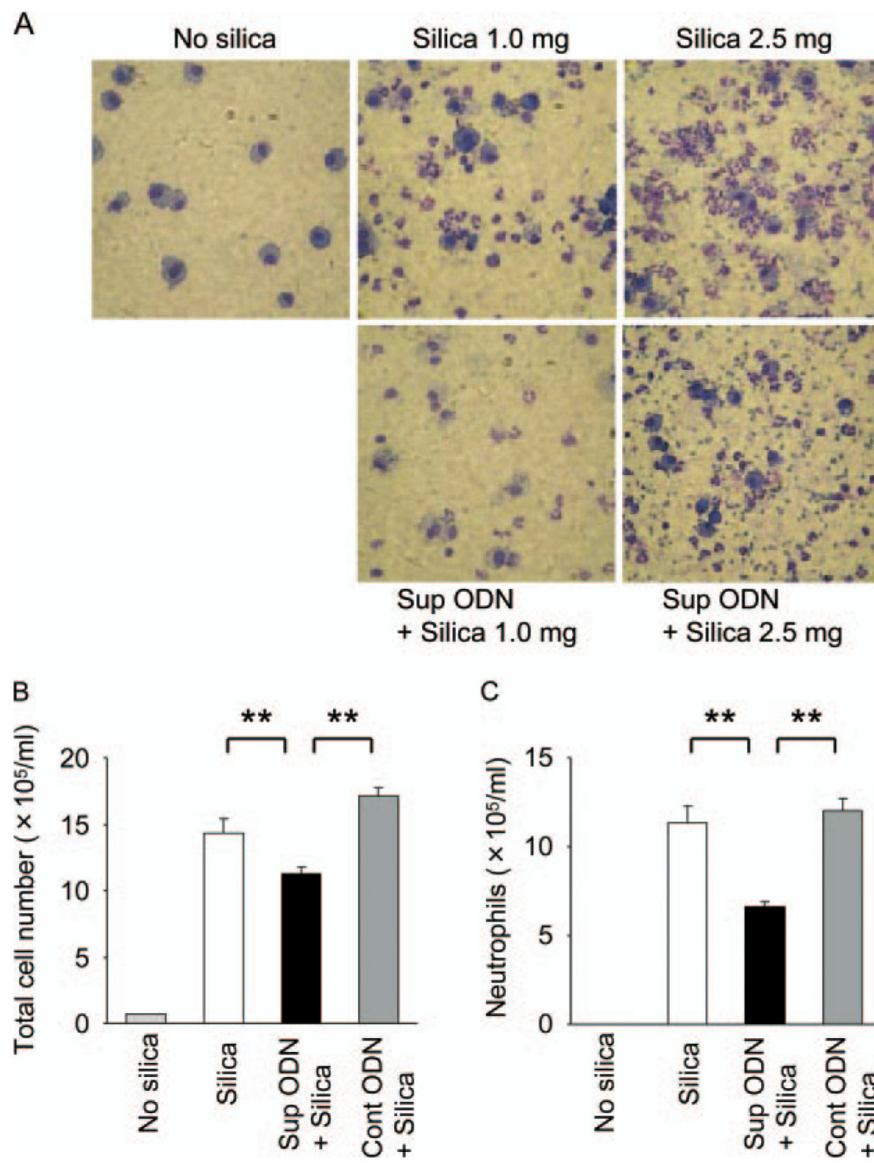 A
No silica
Silica 1.0 mg
Silica 2.5 mg
Sup ODN
+ Silica 1.0 mg
Sup ODN
+ Silica 2.5 mg
B
Total cell number (×10⁵/ml)
20
15
10
5
0
**
**
No silica
Silica
Sup ODN
+ Silica
Cont ODN
+ Silica
C
Neutrophils (×10⁵/ml)
15
10
5
0
**
**
No silica
Silica
Sup ODN
+ Silica
Cont ODN
+ Silica